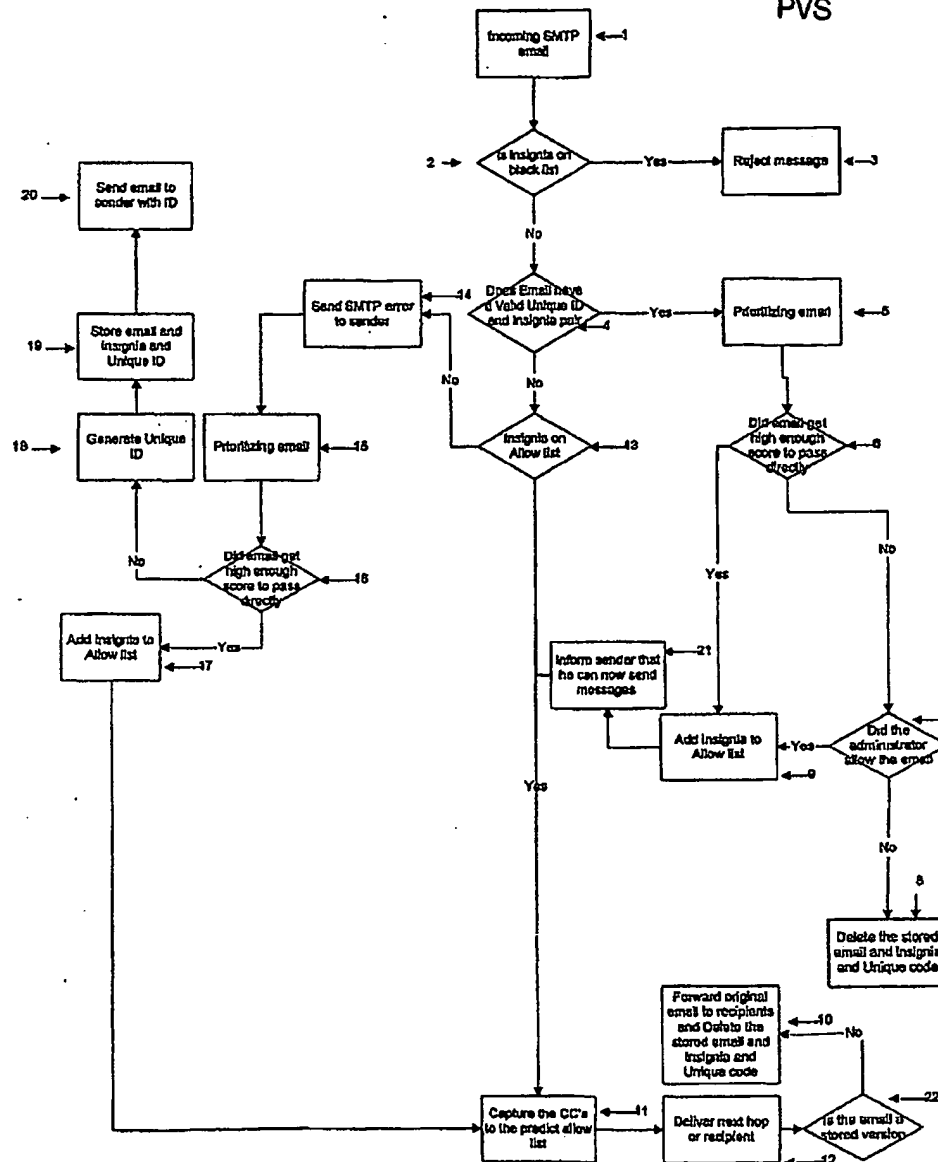 PVS
Incoming SMTP
email
1
Is Insignia on
black list
2
Yes
Reject message
3
No
Send email to
sender with ID
20
Does Email have
a Valid Unique ID
and Insignia pair
4
Yes
Prioritizing email
5
Send SMTP error
to sender
14
Store email and
Insignia and
Unique ID
19
No
No
Generate Unique
ID
18
Prioritizing email
15
Insignia on
Allow list
13
Did email get
high enough
score to pass
directly
6
No
Did email get
high enough
score to pass
directly
16
No
Yes
Add Insignia to
Allow list
17
Yes
Inform sender that
he can now send
messages
21
Add Insignia to
Allow list
9
Yes
Did the
administrator
allow the email
Yes
No
8
Delete the stored
email and Insignia
and Unique code
Forward original
email to recipients
and Delete the
stored email and
Insignia and
Unique code
10
No
Capture the CC's
to the predict allow
list
11
Deliver next hop
or recipient
12
Is the email a
stored version
22